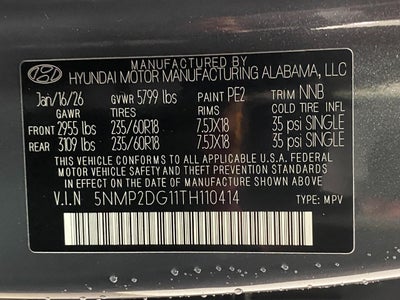 MANUFACTURED BY
HYUNDAI MOTOR MANUFACTURING ALABAMA, LLC
Jan/16/26 GVWR 5799 lbs PAINT PE2 TRIM NNB
GAWR TIRES RIMS COLD TIRE INFL
FRONT 2955 lbs 235/60R18 7.5JX18 35 psi SINGLE
REAR 3109 lbs 235/60R18 7.5JX18 35 psi SINGLE
THIS VEHICLE CONFORMS TO ALL APPLICABLE U.S.A. FEDERAL
MOTOR VEHICLE SAFETY AND THEFT PREVENTION STANDARDS
IN EFFECT ON THE DATE OF MANUFACTURE SHOWN ABOVE.
V.I.N 5NMP2DG11TH110414 TYPE: MPV